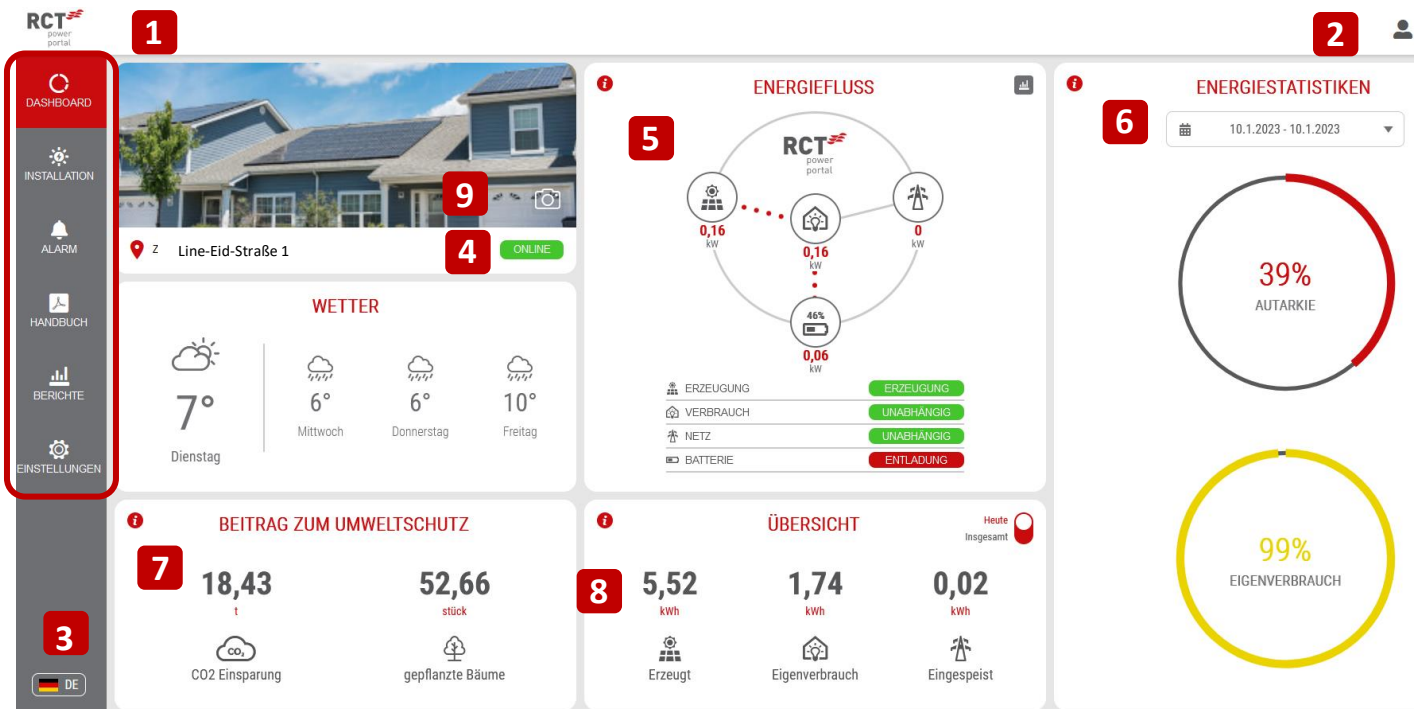 RCT
power
portal
1
2
DASHBOARD
INSTALLATION
ALARM
HANDBUCH
BERICHTE
EINSTELLUNGEN
3
DE
9
Z Line-Eid-Straße 1
4
ONLINE
WETTER
7°
Dienstag
6°
Mittwoch
6°
Donnerstag
10°
Freitag
i
ENERGIEFLUSS
5
RCT
power
portal
0,16
kW
0,16
kW
0
kW
46%
0,06
kW
ERZEUGUNG ERZEUGUNG
VERBRAUCH UNABHÄNGIG
NETZ UNABHÄNGIG
BATTERIE ENTLADUNG
i
ENERGIESTATISTIKEN
6
10.1.2023 - 10.1.2023
39%
AUTARKIE
99%
EIGENVERBRAUCH
i
BEITRAG ZUM UMWELTSCHUTZ
7
18,43
t
CO2
CO2 Einsparung
52,66
stück
gepflanzte Bäume
i
ÜBERSICHT
Heute
Insgesamt
8
5,52
kWh
Erzeugt
1,74
kWh
Eigenverbrauch
0,02
kWh
Eingespeist